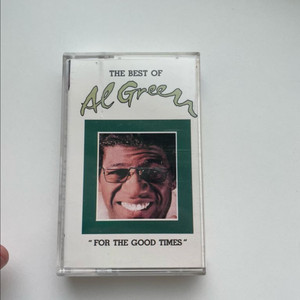 THE BEST OF
Al Green
"FOR THE GOOD TIMES"